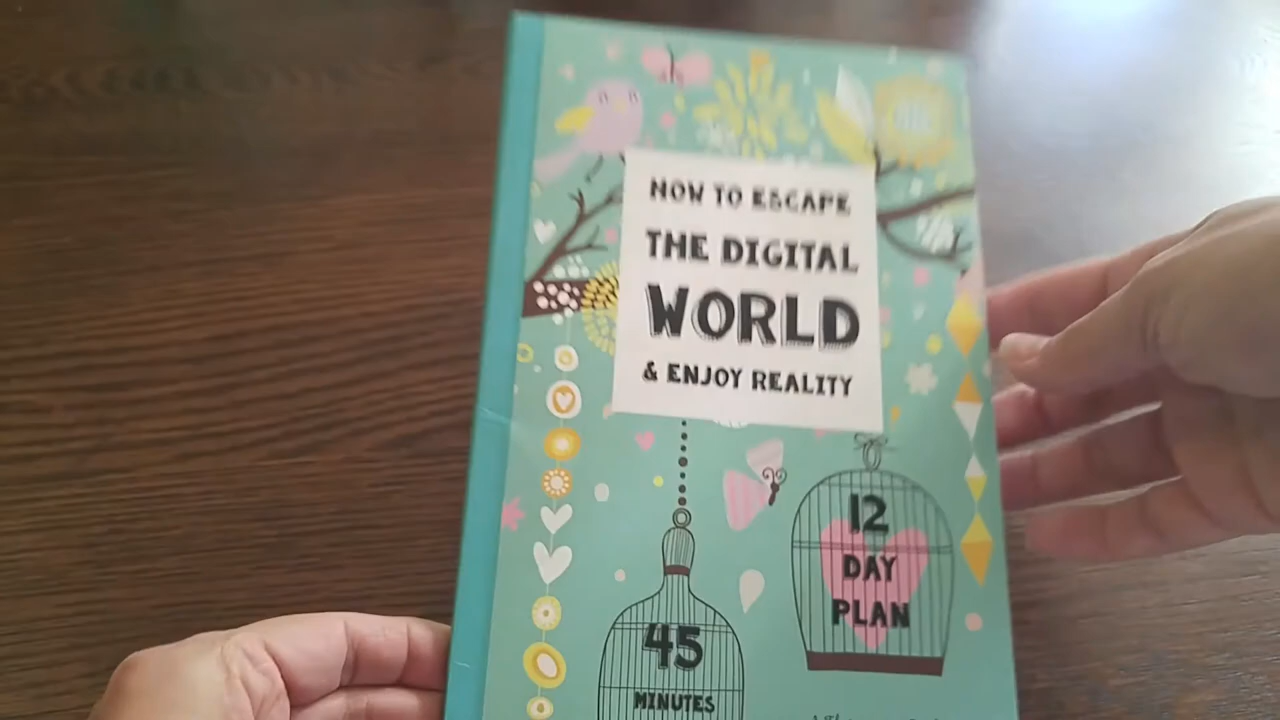 HOW TO ESCAPE
THE DIGITAL
WORLD
& ENJOY REALITY
12
DAY
PLAN
45
MINUTES